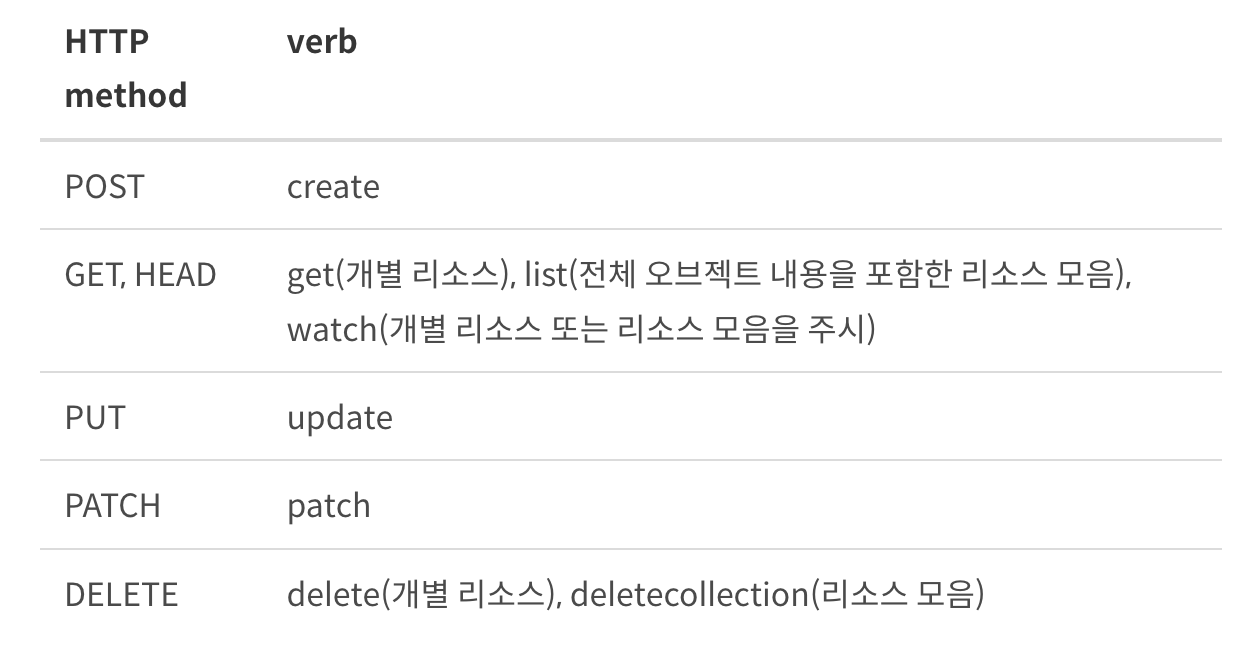 HTTP method	verb
POST	create
GET, HEAD	get(개별 리소스), list(전체 오브젝트 내용을 포함한 리소스 모음),
watch(개별 리소스 또는 리소스 모음을 주시)
PUT	update
PATCH	patch
DELETE	delete(개별 리소스), deletecollection(리소스 모음)